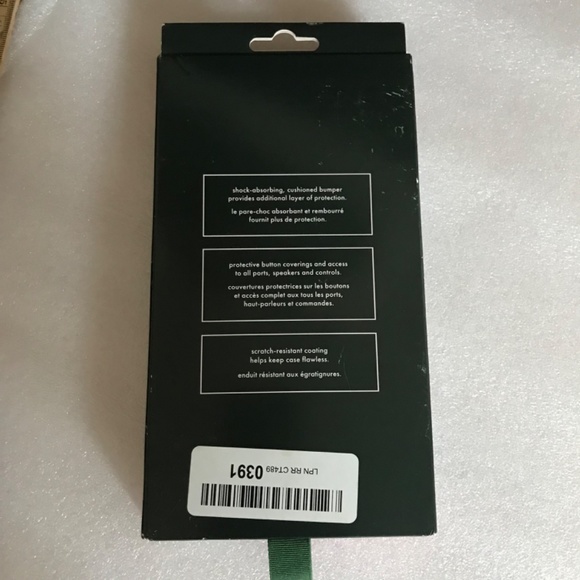 shock-absorbing, cushioned bumper
provides additional layer of protection.
le pare-choc absorbant et rembourré
fournit plus de protection.
protective button coverings and access
to all ports, speakers and controls.
couvertures protectrices sur les boutons
et accès complet aux tous les ports,
haut-parleurs et commandes.
scratch-resistant coating
helps keep case flawless.
enduit résistant aux égratignures.
LPN RR CT489 0391